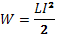 W = LI²/2